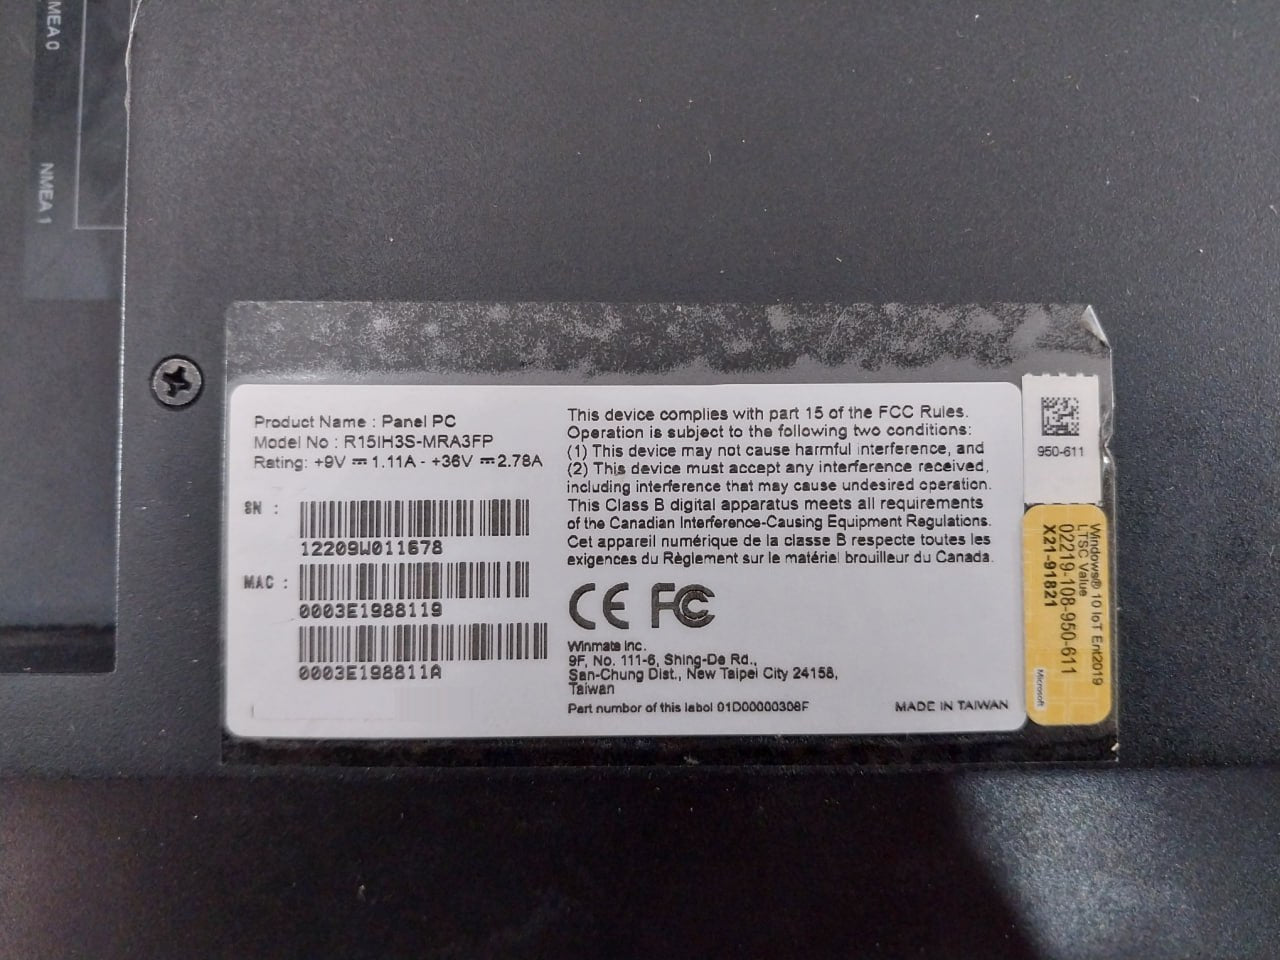 NMEA 0
NMEA 1
Product Name : Panel PC
Model No : R15IH3S-MRA3FP
Rating: +9V ⎓ 1.11A - +36V ⎓ 2.78A
SN :
12209W011678
MAC :
0003E1988119
0003E198811A
This device complies with part 15 of the FCC Rules.
Operation is subject to the following two conditions:
(1) This device may not cause harmful interference, and
(2) This device must accept any interference received,
including interference that may cause undesired operation.
This Class B digital apparatus meets all requirements
of the Canadian Interference-Causing Equipment Regulations.
Cet appareil numérique de la classe B respecte toutes les
exigences du Règlement sur le matériel brouilleur du Canada.
CE FC
Winmate Inc.
9F, No. 111-6, Shing-De Rd.,
San-Chung Dist., New Taipei City 24158,
Taiwan
Part number of this label 01D00000308F
MADE IN TAIWAN
950-611
Windows® 10 IoT Ent2019
LTSC Value
02219-108-950-611
X21-91821
Microsoft